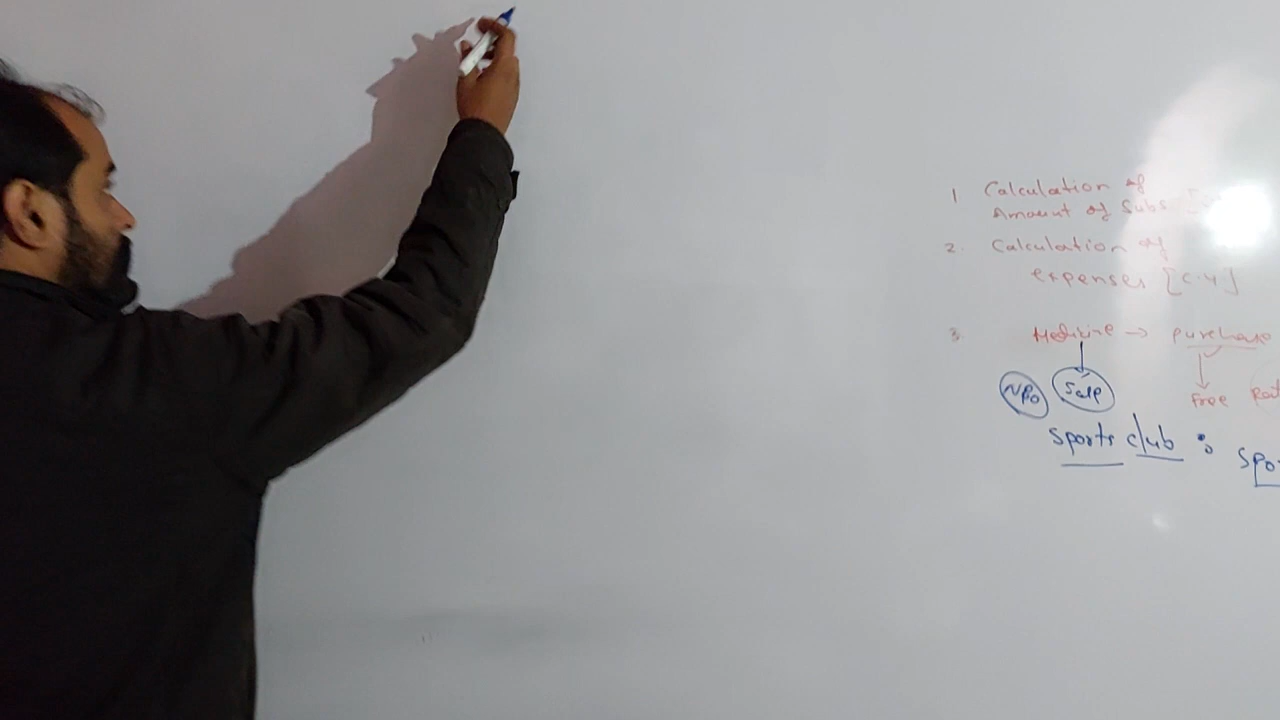 1 Calculation of
Amount of Subs
2. Calculation of
expenses [C.Y]
3. Medicine → purchase
Free
NPO Sale
sports club :